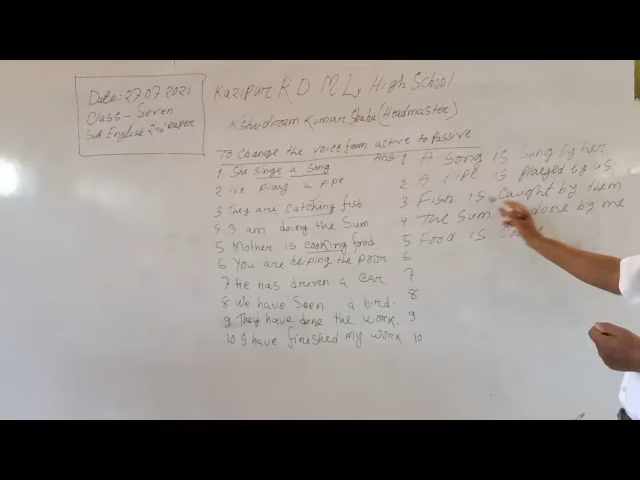 Date: 27.07.2021
Class - Seven
Sub English 2nd paper
Kazipur R D M L, High School
Kshudiram Kumar Shaha (Headmaster)
To Change the voice from active to Passive
1 She sings a song
2 we play a pipe
3 They are catching fish
4 I am doing the Sum
5 Mother is cooking food
6 You are helping the poor
7 He has driven a car
8 We have seen a bird.
9 They have done the work.
10 I have finished my work
Ans: 1 A Song is Sung by her
2 A Pipe is played by us
3 Fish is caught by them
4 The Sum done by me
5 Food is
6
7
8
9
10